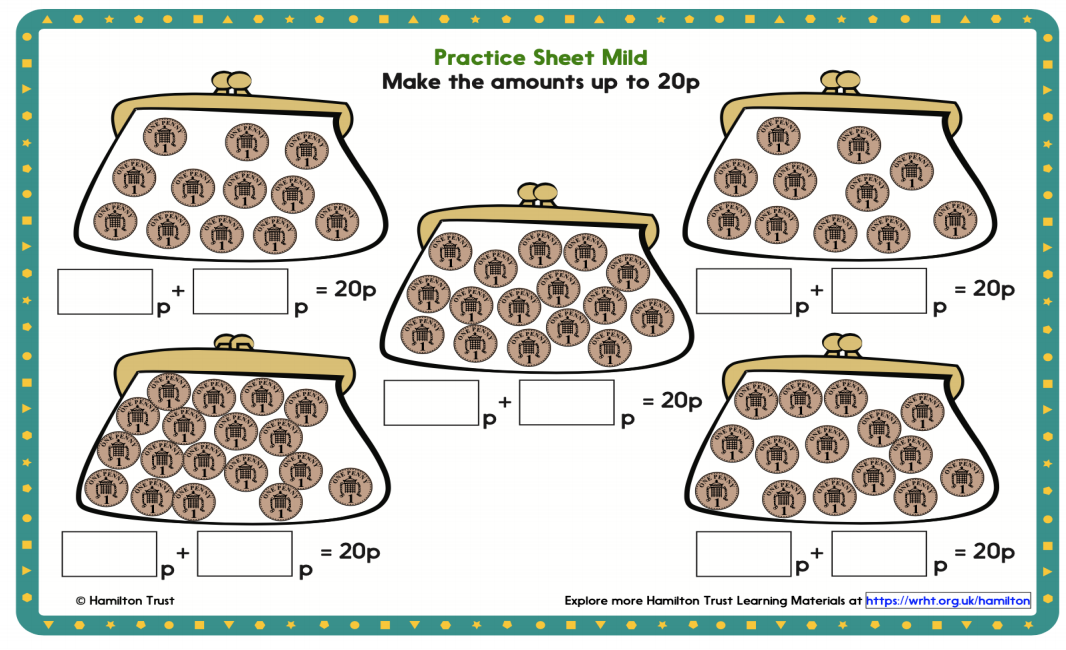 Practice Sheet Mild
Make the amounts up to 20p
p + p = 20p
p + p = 20p
p + p = 20p
p + p = 20p
p + p = 20p
© Hamilton Trust
Explore more Hamilton Trust Learning Materials at https://wrht.org.uk/hamilton